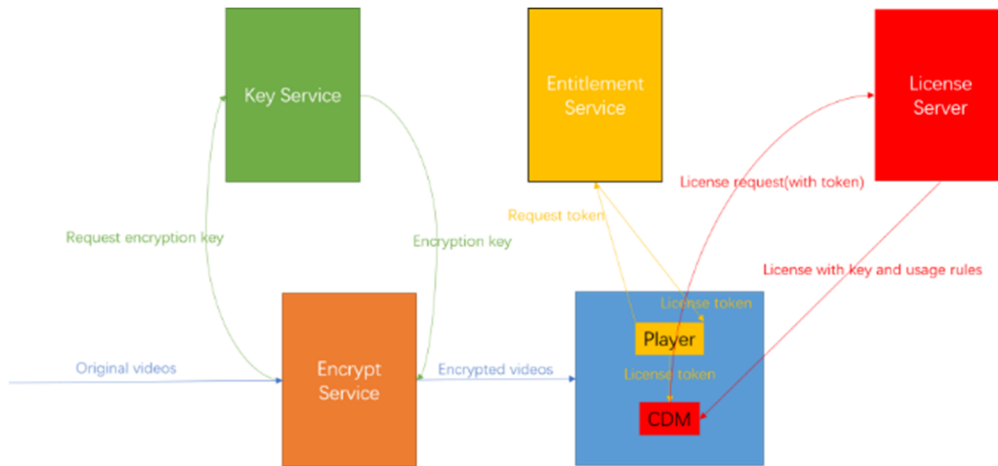 Key Service
Entitlement
Service
License
Server
License request(with token)
Request token
Request encryption key
Encryption key
License with key and usage rules
License token
Player
Original videos
Encrypt
Service
Encrypted videos
License token
CDM